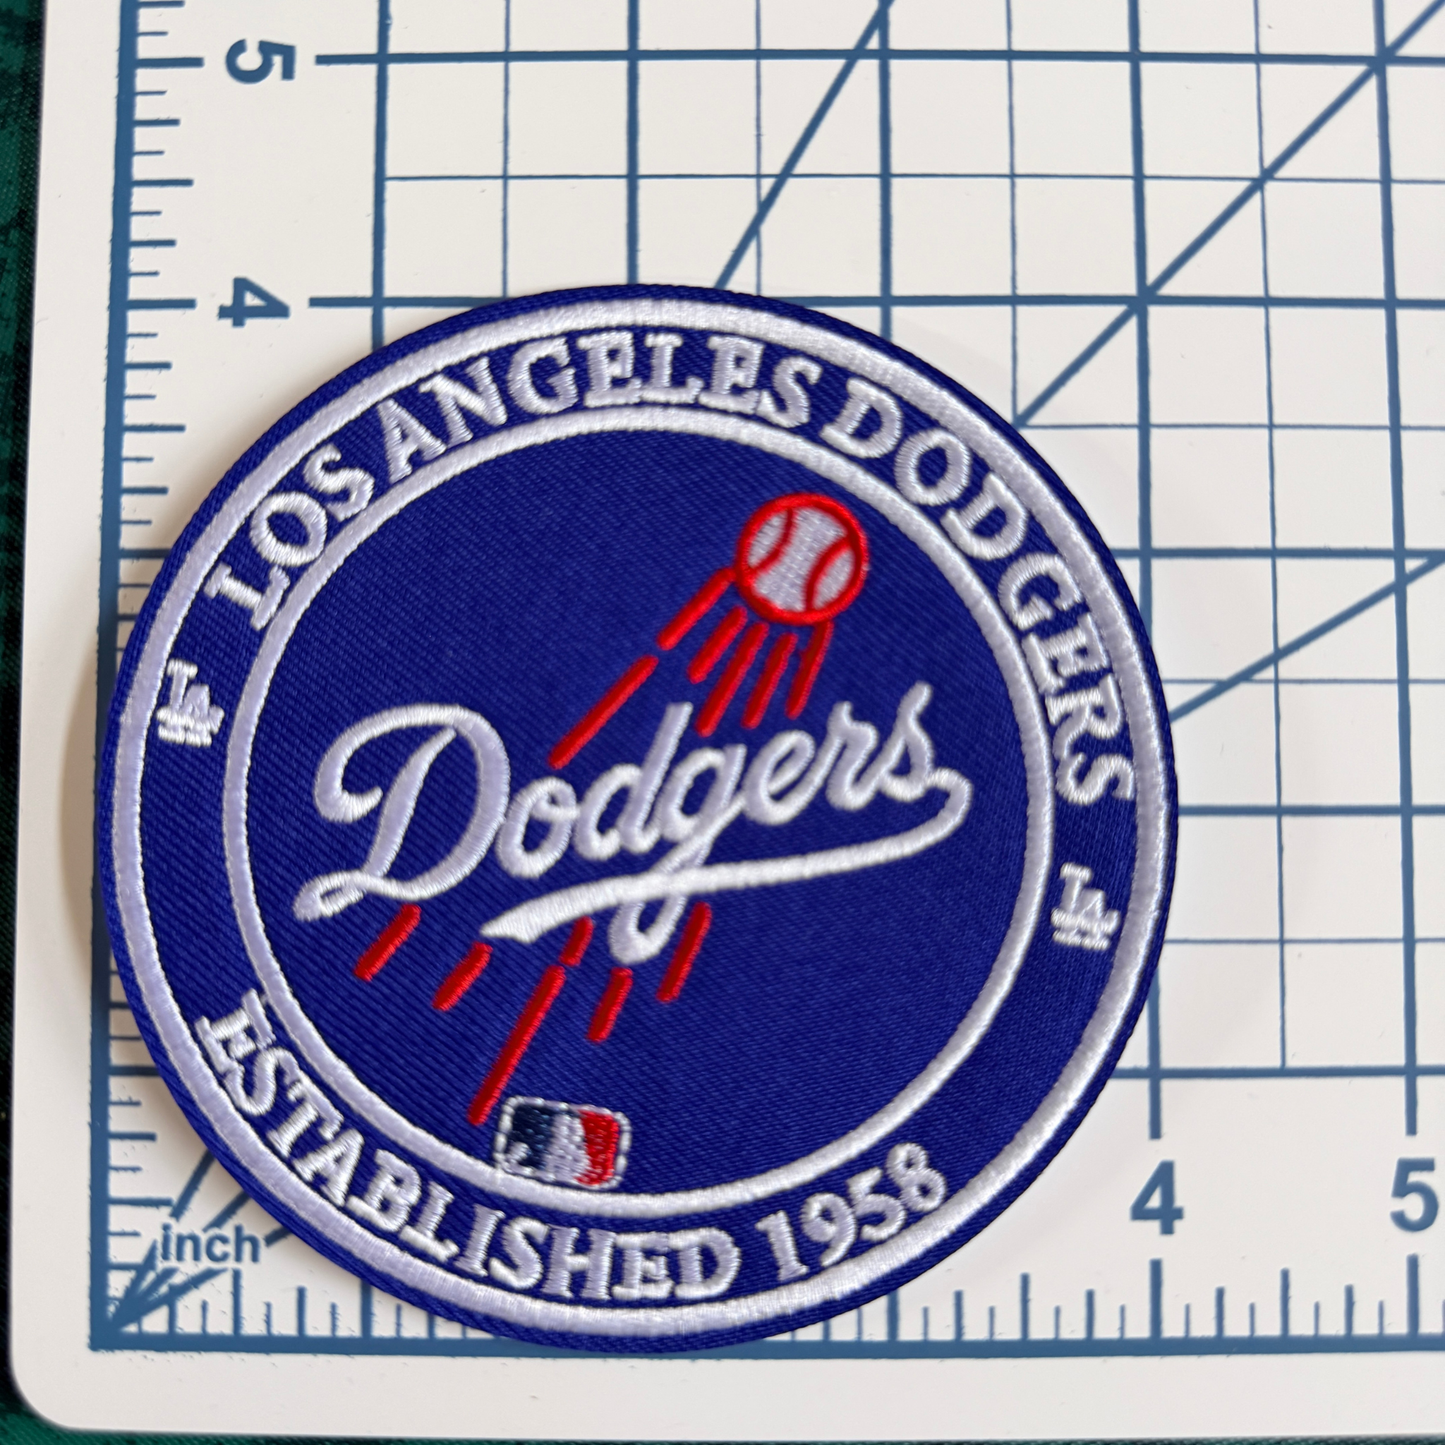 5
4
LOS ANGELES DODGERS
LA
Dodgers
LA
ESTABLISHED 1958
inch
4
5